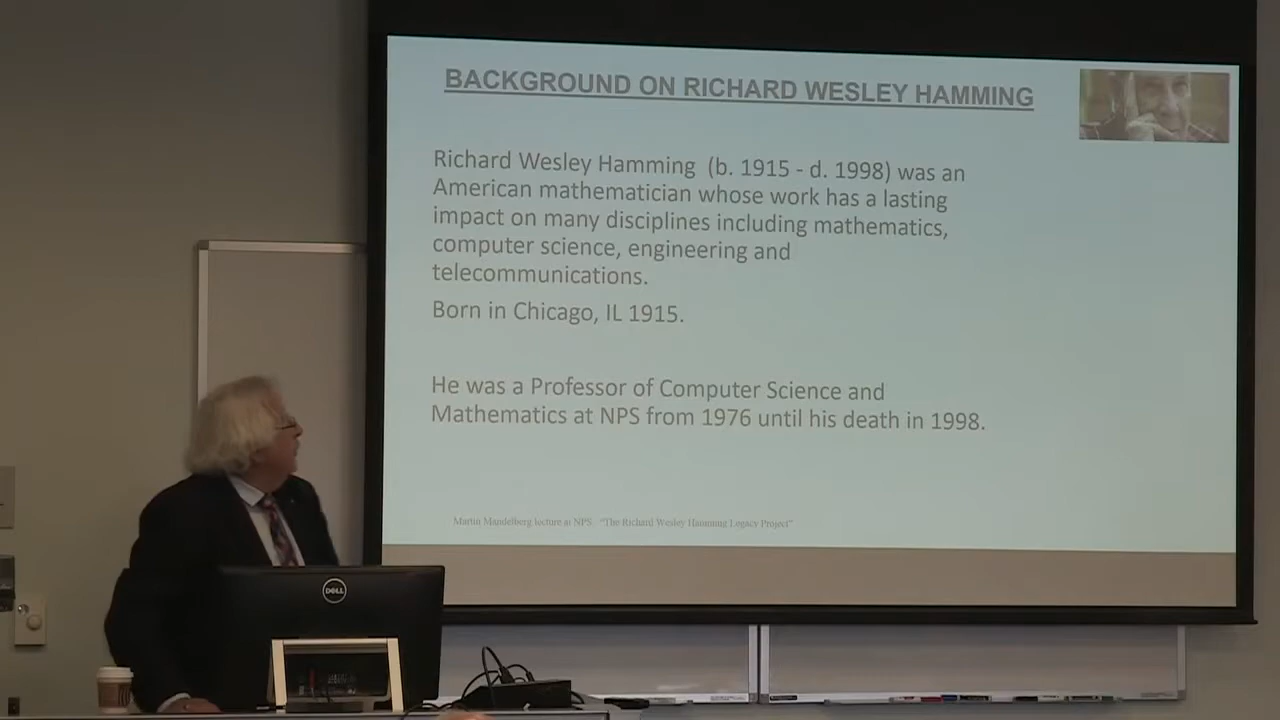 BACKGROUND ON RICHARD WESLEY HAMMING
Richard Wesley Hamming (b. 1915 - d. 1998) was an
American mathematician whose work has a lasting
impact on many disciplines including mathematics,
computer science, engineering and
telecommunications.
Born in Chicago, IL 1915.
He was a Professor of Computer Science and
Mathematics at NPS from 1976 until his death in 1998.
Martin Mandelberg lecture at NPS "The Richard Wesley Hamming Legacy Project"
DELL